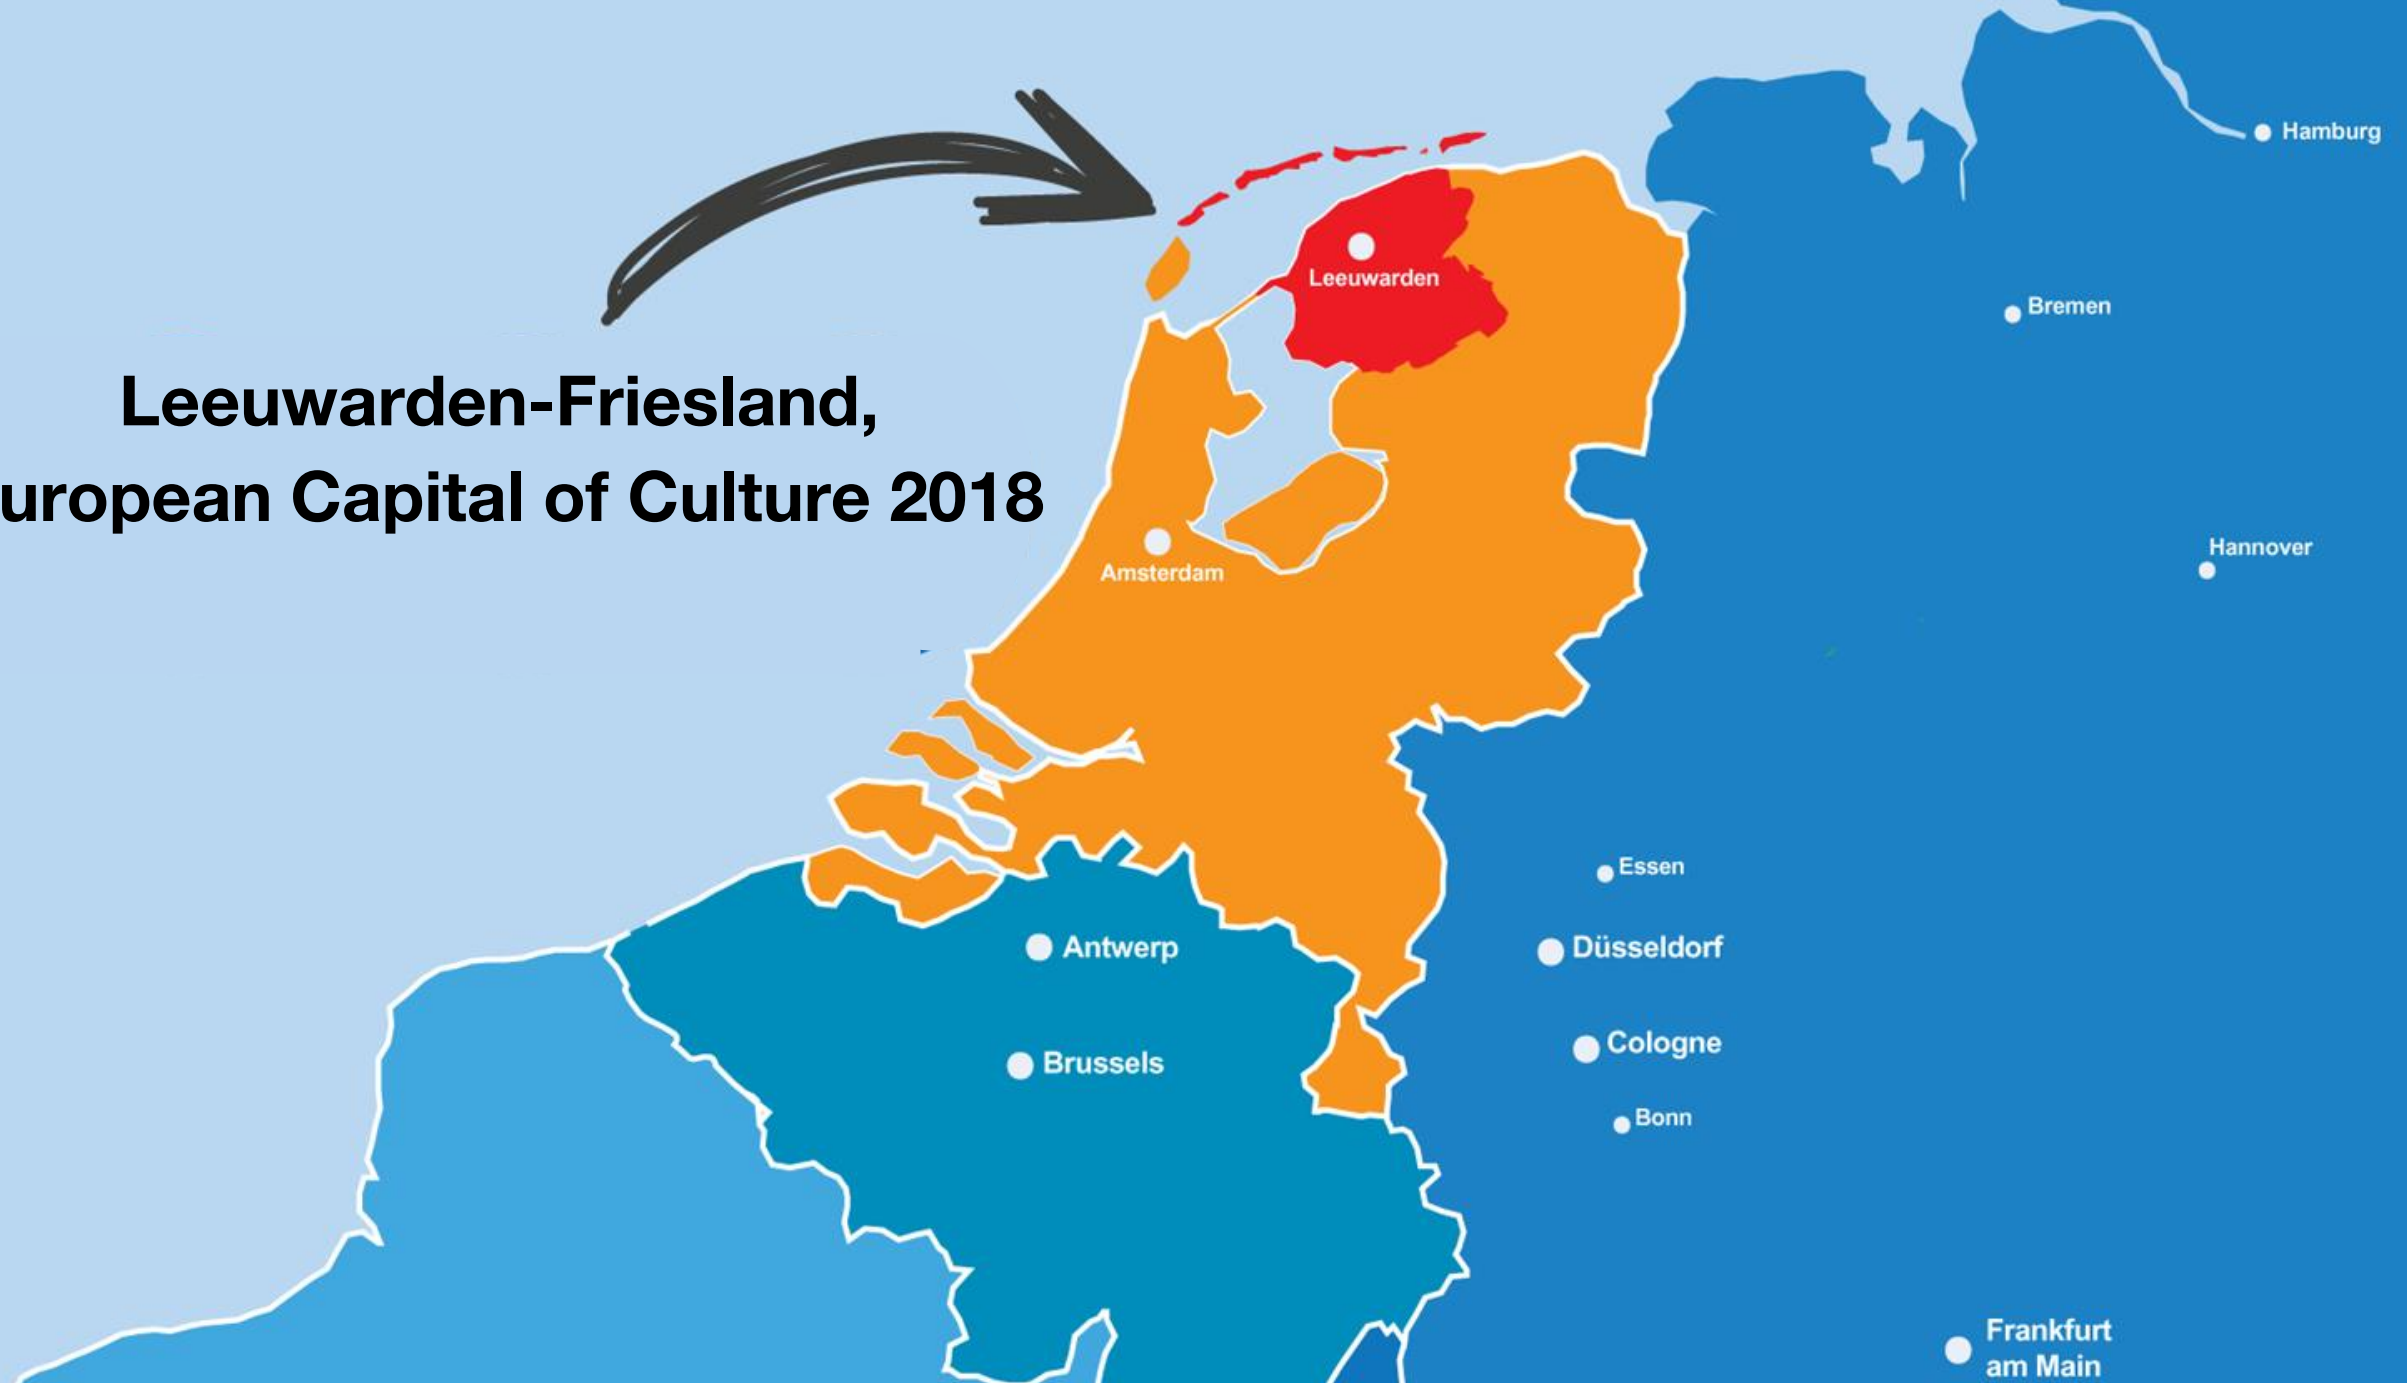 Hamburg
Leeuwarden
Bremen
Leeuwarden-Friesland,
uropean Capital of Culture 2018
Hannover
Amsterdam
Essen
Antwerp
Düsseldorf
Cologne
Brussels
Bonn
Frankfurt
am Main